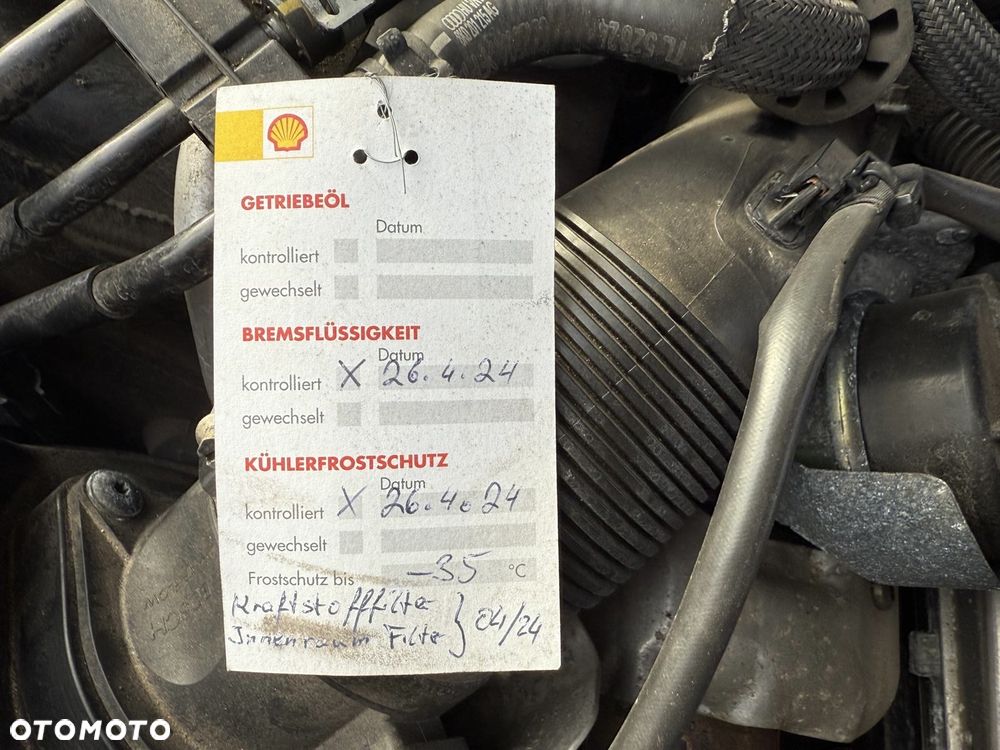 GETRIEBEÖL
Datum
kontrolliert
gewechselt
BREMSFLÜSSIGKEIT
Datum
kontrolliert X 26.4.24
gewechselt
KÜHLERFROSTSCHUTZ
Datum
kontrolliert X 26.4.24
gewechselt
Frostschutz bis -35 °C
Kraftstofffilter
Innenraum Filter } 04/24
OTOMOTO